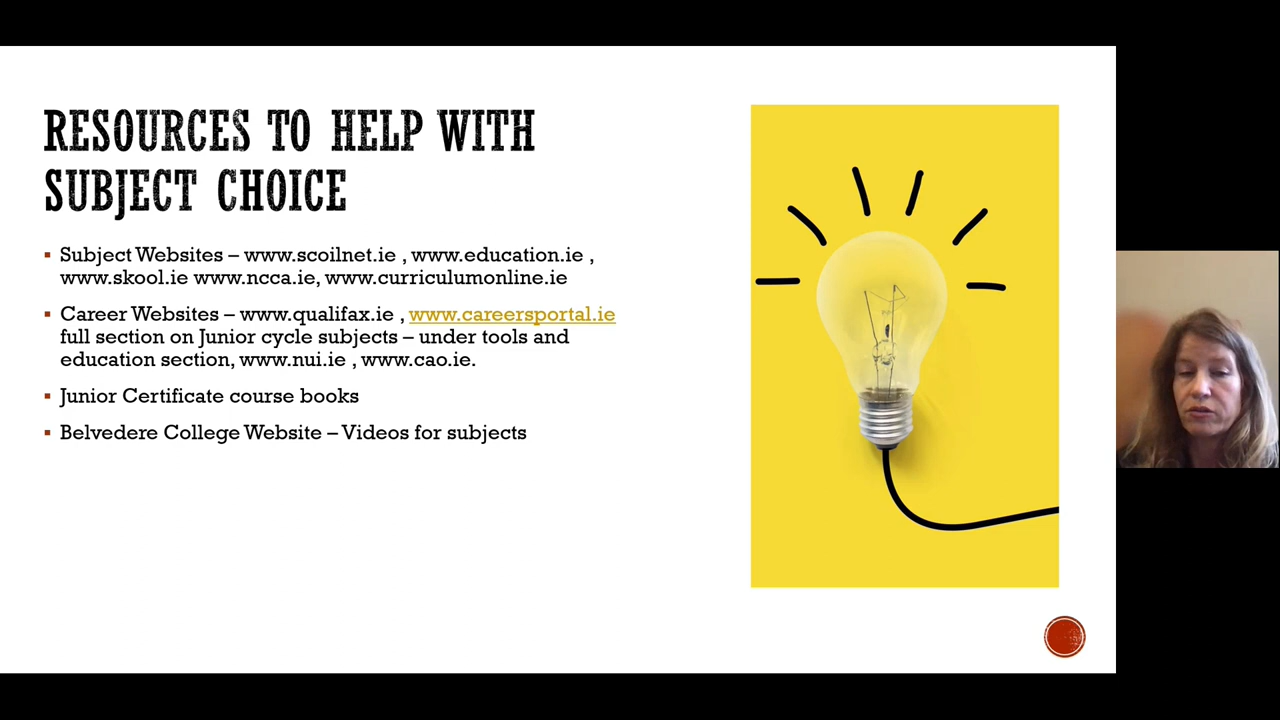 RESOURCES TO HELP WITH
SUBJECT CHOICE
▪ Subject Websites – www.scoilnet.ie , www.education.ie ,
www.skool.ie www.ncca.ie, www.curriculumonline.ie
▪ Career Websites – www.qualifax.ie , www.careersportal.ie
full section on Junior cycle subjects – under tools and
education section, www.nui.ie , www.cao.ie.
▪ Junior Certificate course books
▪ Belvedere College Website – Videos for subjects